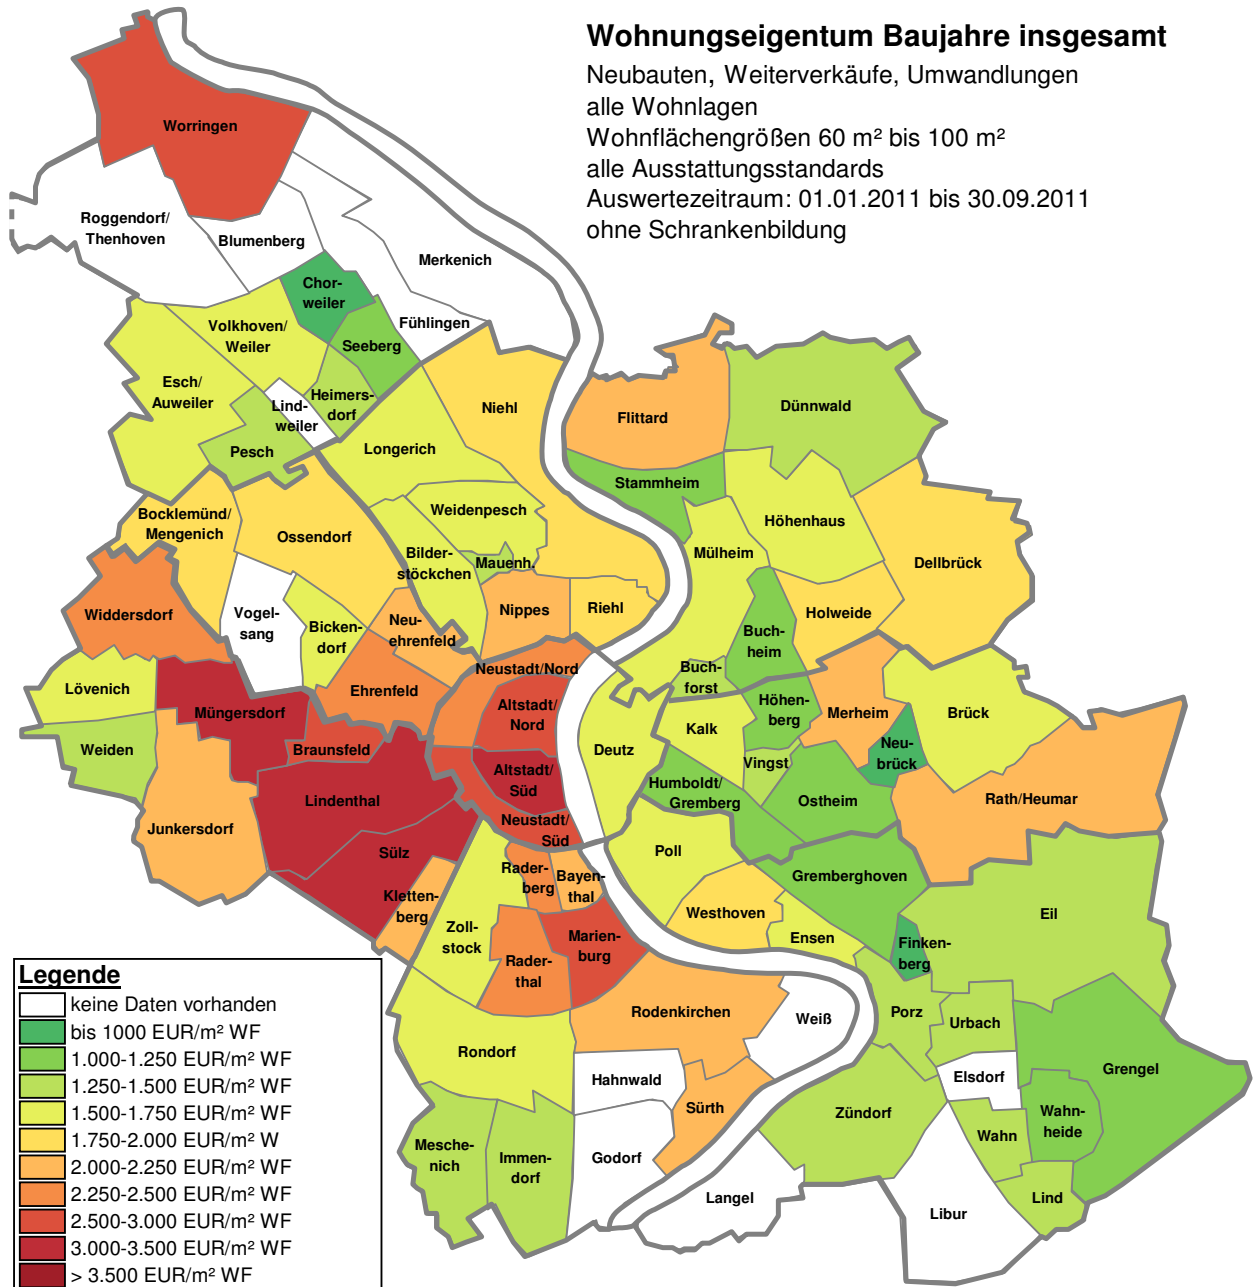 Wohnungseigentum Baujahre insgesamt
Neubauten, Weiterverkäufe, Umwandlungen
alle Wohnlagen
Wohnflächengrößen 60 m² bis 100 m²
alle Ausstattungsstandards
Auswertezeitraum: 01.01.2011 bis 30.09.2011
ohne Schrankenbildung
Worringen
Roggendorf/
Thenhoven
Blumenberg
Merkenich
Chor-
weiler
Fühlingen
Volkhoven/
Weiler
Seeberg
Esch/
Auweiler
Heimers-
dorf
Lind-
weiler
Pesch
Niehl
Longerich
Flittard
Dünnwald
Stammheim
Höhenhaus
Weidenpesch
Bocklemünd/
Mengenich
Ossendorf
Bilder-
stöckchen
Mauenh.
Mülheim
Dellbrück
Widdersdorf
Vogel-
sang
Bicken-
dorf
Neu-
ehrenfeld
Nippes
Riehl
Holweide
Buch-
heim
Buch-
forst
Neustadt/Nord
Lövenich
Ehrenfeld
Müngersdorf
Altstadt/
Nord
Höhen-
berg
Merheim
Brück
Kalk
Weiden
Braunsfeld
Deutz
Neu-
brück
Vingst
Altstadt/
Süd
Humboldt/
Gremberg
Ostheim
Rath/Heumar
Lindenthal
Junkersdorf
Neustadt/
Süd
Sülz
Poll
Rader-
berg
Bayen-
thal
Gremberghoven
Kletten-
berg
Westhoven
Eil
Zoll-
stock
Marien-
burg
Ensen
Finken-
berg
Rader-
thal
Rodenkirchen
Weiß
Porz
Urbach
Rondorf
Hahnwald
Elsdorf
Grengel
Sürth
Zündorf
Wahn-
heide
Wahn
Mesche-
nich
Immen-
dorf
Godorf
Langel
Libur
Lind
Legende
keine Daten vorhanden
bis 1000 EUR/m² WF
1.000-1.250 EUR/m² WF
1.250-1.500 EUR/m² WF
1.500-1.750 EUR/m² WF
1.750-2.000 EUR/m² W
2.000-2.250 EUR/m² WF
2.250-2.500 EUR/m² WF
2.500-3.000 EUR/m² WF
3.000-3.500 EUR/m² WF
> 3.500 EUR/m² WF